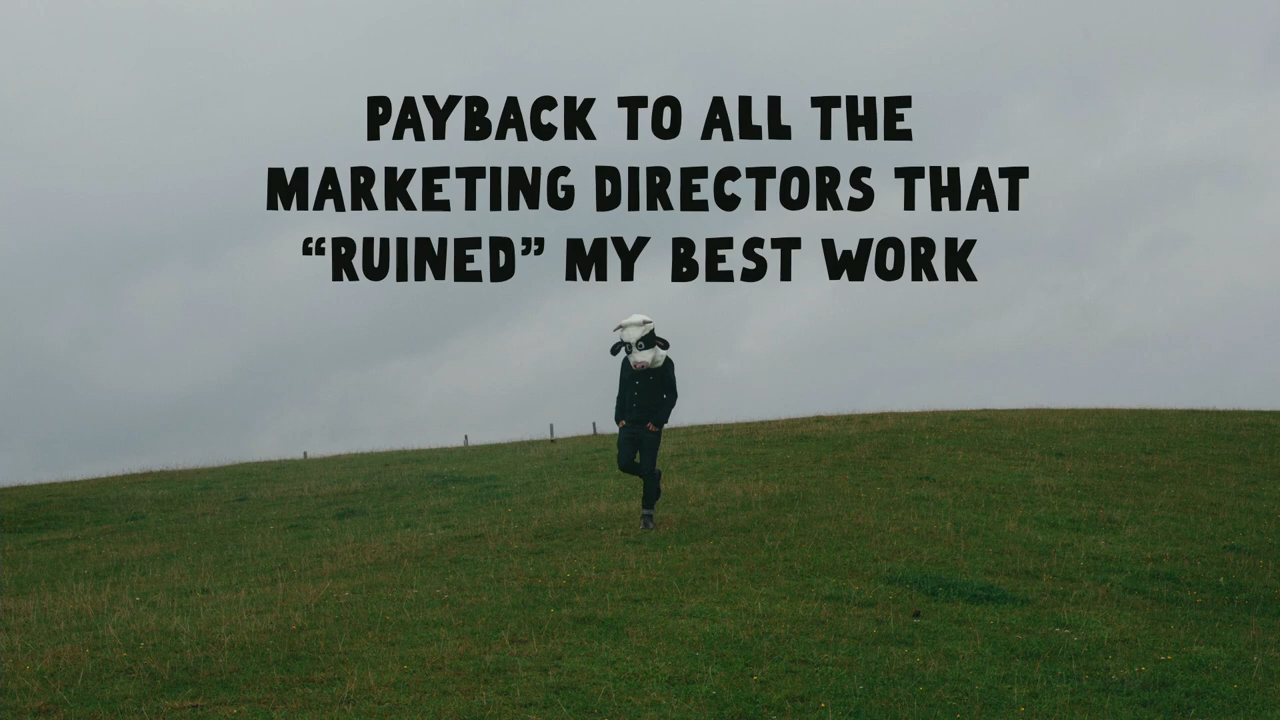 PAYBACK TO ALL THE
MARKETING DIRECTORS THAT
“RUINED” MY BEST WORK